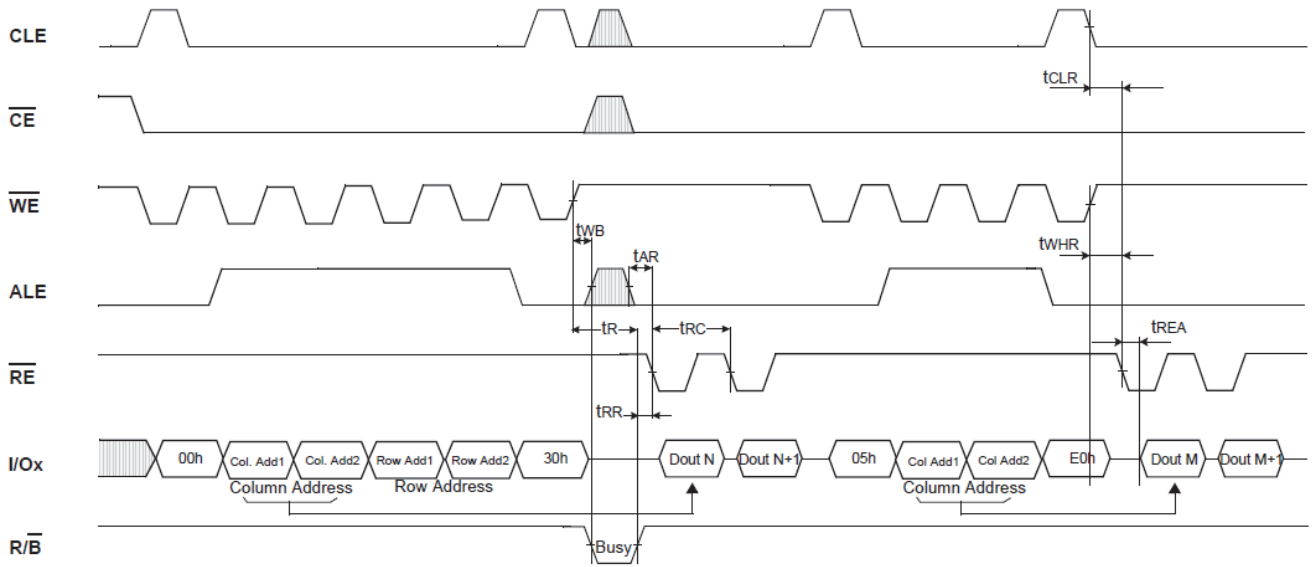 CLE
tCLR
CE
WE
tWB
tAR
tWHR
ALE
tR
tRC
tREA
RE
tRR
I/Ox
00h
Col. Add1
Col. Add2
Row Add1
Row Add2
30h
Dout N
Dout N+1
05h
Col Add1
Col Add2
E0h
Dout M
Dout M+1
Column Address
Row Address
Column Address
R/B
Busy